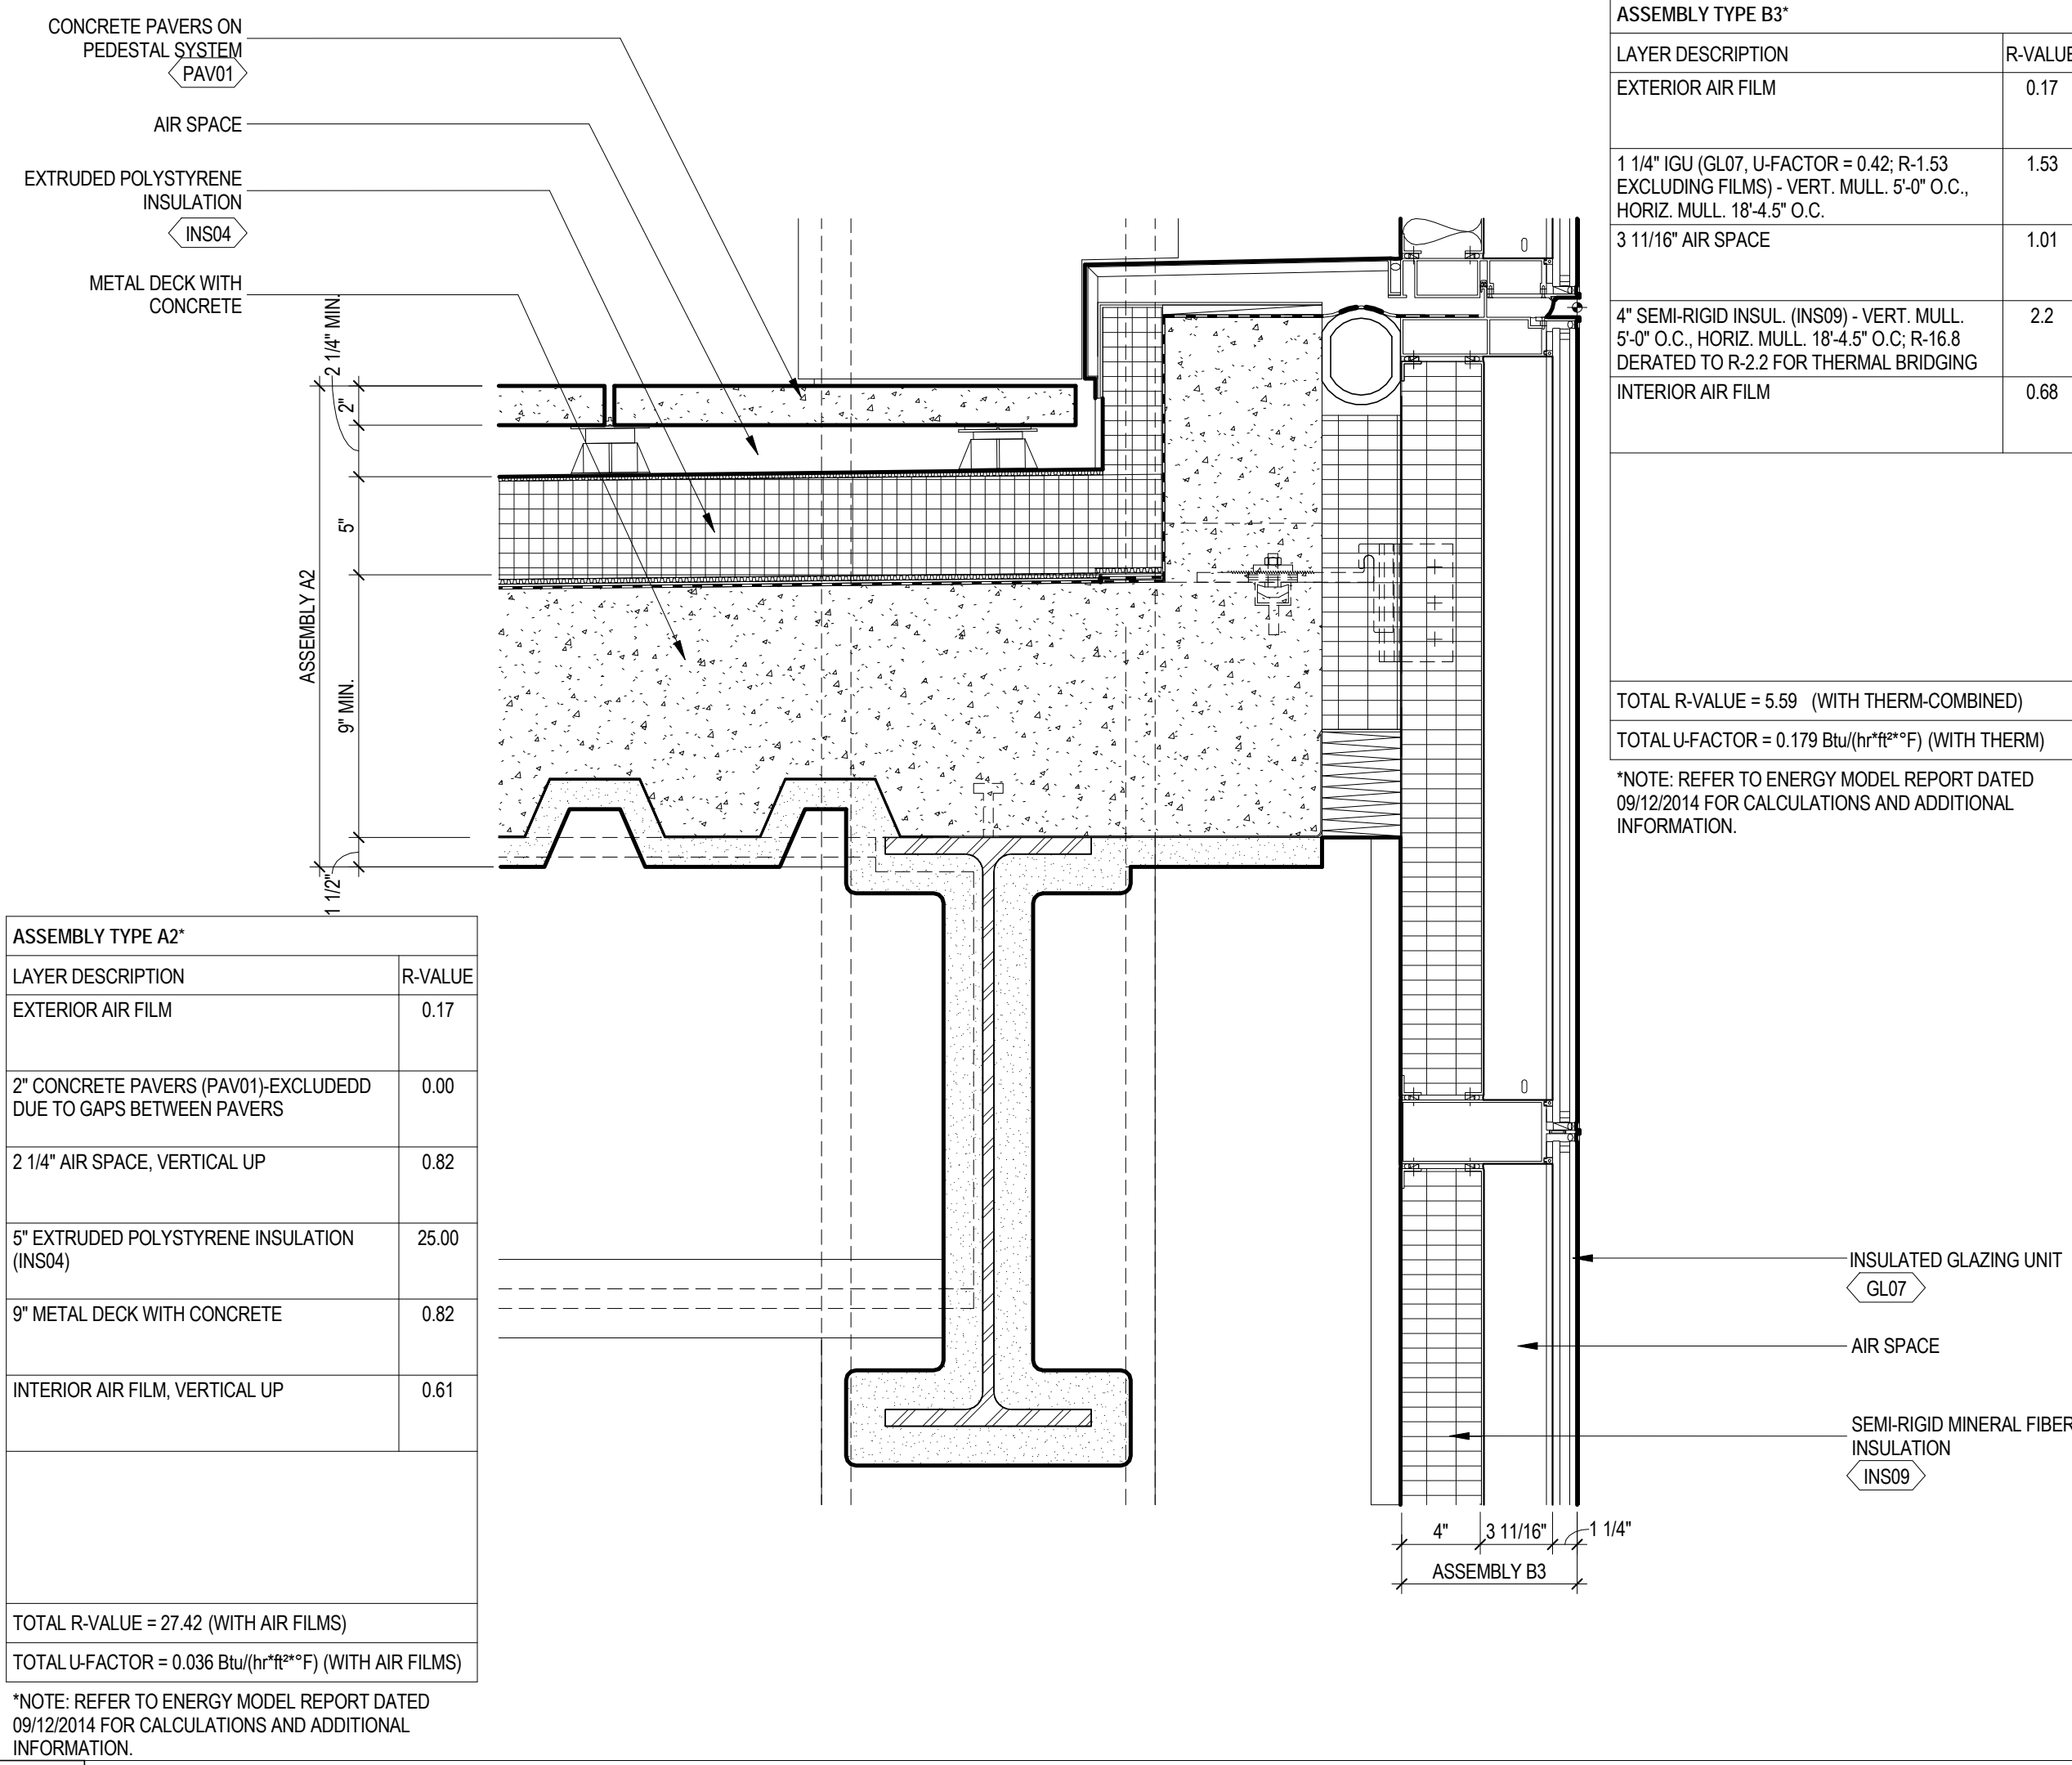 CONCRETE PAVERS ON
PEDESTAL SYSTEM
PAV01
AIR SPACE
EXTRUDED POLYSTYRENE
INSULATION
INS04
METAL DECK WITH
CONCRETE
2 1/4" MIN.
2"
5"
ASSEMBLY A2
9" MIN.
1 1/2"
ASSEMBLY TYPE B3*
LAYER DESCRIPTION R-VALUE
EXTERIOR AIR FILM 0.17
1 1/4" IGU (GL07, U-FACTOR = 0.42; R-1.53 1.53
EXCLUDING FILMS) - VERT. MULL. 5'-0" O.C.,
HORIZ. MULL. 18'-4.5" O.C.
3 11/16" AIR SPACE 1.01
4" SEMI-RIGID INSUL. (INS09) - VERT. MULL. 2.2
5'-0" O.C., HORIZ. MULL. 18'-4.5" O.C; R-16.8
DERATED TO R-2.2 FOR THERMAL BRIDGING
INTERIOR AIR FILM 0.68
TOTAL R-VALUE = 5.59 (WITH THERM-COMBINED)
TOTAL U-FACTOR = 0.179 Btu/(hr*ft²*°F) (WITH THERM)
*NOTE: REFER TO ENERGY MODEL REPORT DATED
09/12/2014 FOR CALCULATIONS AND ADDITIONAL
INFORMATION.
ASSEMBLY TYPE A2*
LAYER DESCRIPTION R-VALUE
EXTERIOR AIR FILM 0.17
2" CONCRETE PAVERS (PAV01)-EXCLUDEDD 0.00
DUE TO GAPS BETWEEN PAVERS
2 1/4" AIR SPACE, VERTICAL UP 0.82
5" EXTRUDED POLYSTYRENE INSULATION 25.00
(INS04)
9" METAL DECK WITH CONCRETE 0.82
INTERIOR AIR FILM, VERTICAL UP 0.61
TOTAL R-VALUE = 27.42 (WITH AIR FILMS)
TOTAL U-FACTOR = 0.036 Btu/(hr*ft²*°F) (WITH AIR FILMS)
*NOTE: REFER TO ENERGY MODEL REPORT DATED
09/12/2014 FOR CALCULATIONS AND ADDITIONAL
INFORMATION.
INSULATED GLAZING UNIT
GL07
AIR SPACE
SEMI-RIGID MINERAL FIBER
INSULATION
INS09
4" 3 11/16" 1 1/4"
ASSEMBLY B3